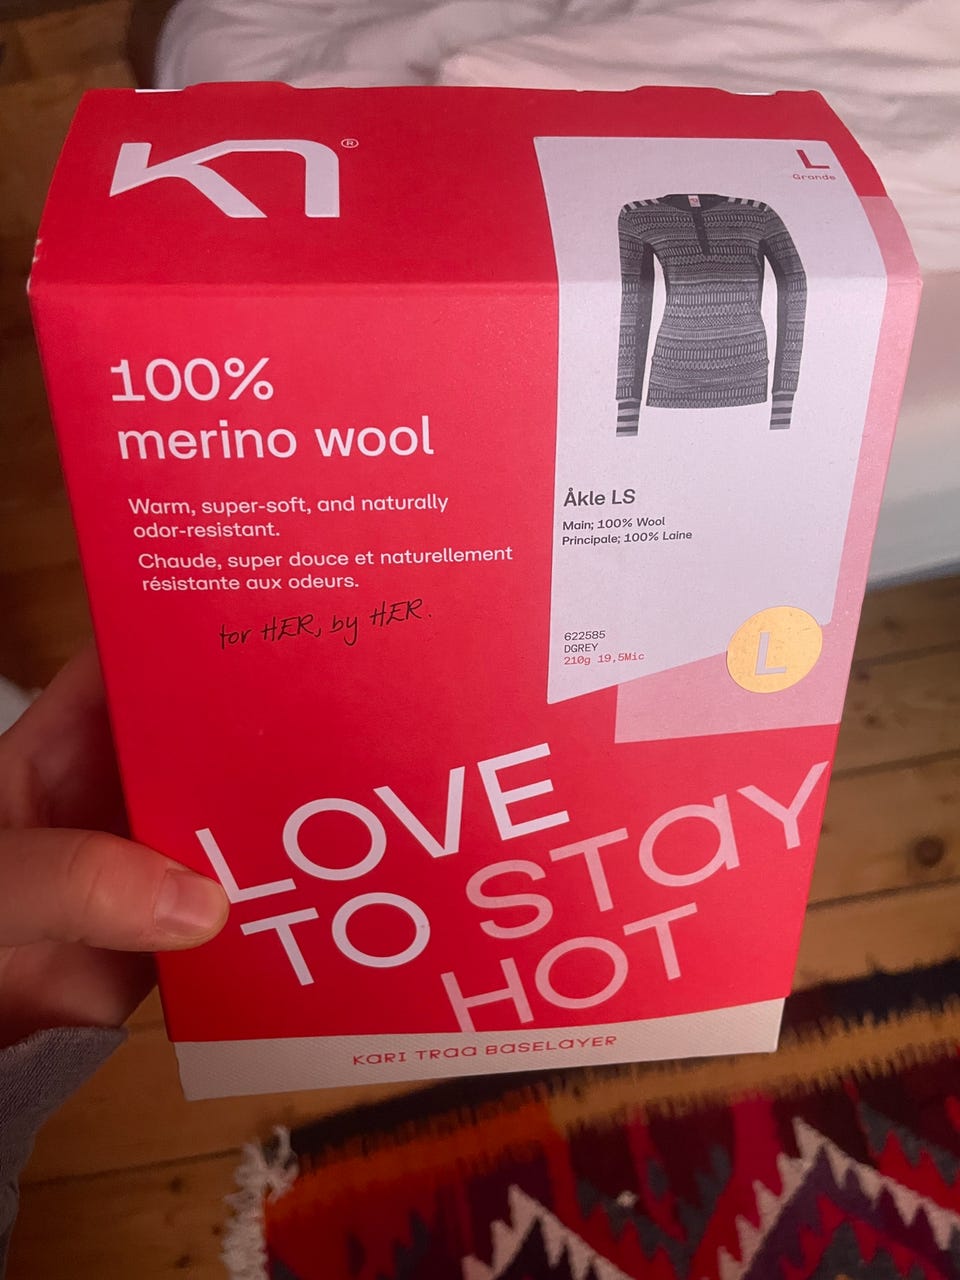 KT®
L
Grande
100%
merino wool
Warm, super-soft, and naturally
odor-resistant.
Chaude, super douce et naturellement
résistante aux odeurs.
for HER, by HER.
Åkle LS
Main; 100% Wool
Principale; 100% Laine
622585
DGREY
210g 19,5Mic
L
LOVE
TO STAY
HOT
KARI TRAA BASELAYER